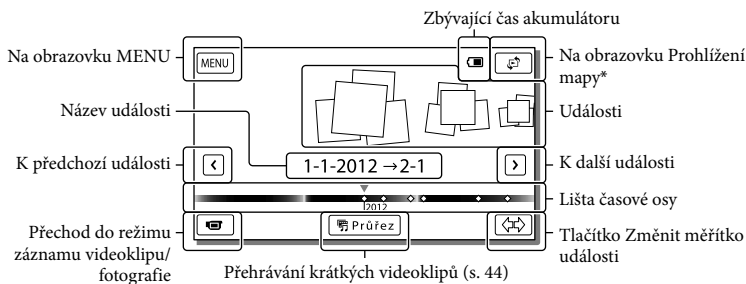 Zbývající čas akumulátoru
Na obrazovku MENU
MENU
Na obrazovku Prohlížení
mapy*
Název události
Události
K předchozí události
1-1-2012 →2-1
K další události
2012
Lišta časové osy
Přechod do režimu
záznamu videoklipu/
fotografie
Průřez
Tlačítko Změnit měřítko
události
Přehrávání krátkých videoklipů (s. 44)